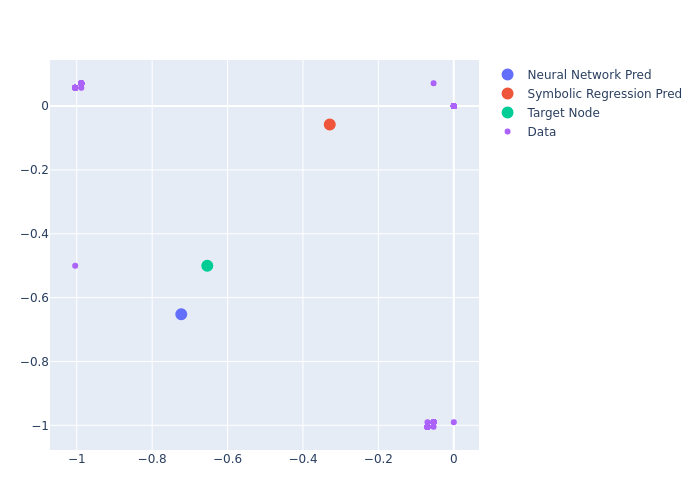 Neural Network Pred
Symbolic Regression Pred
Target Node
Data
0
−0.2
−0.4
−0.6
−0.8
−1
−1 −0.8 −0.6 −0.4 −0.2 0